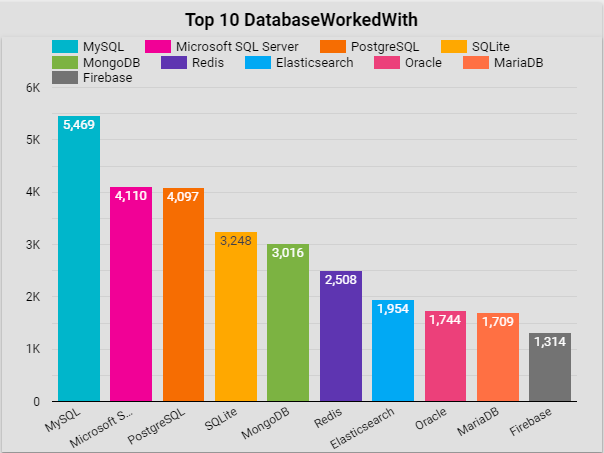 Top 10 DatabaseWorkedWith
MySQL Microsoft SQL Server PostgreSQL SQLite
MongoDB Redis Elasticsearch Oracle MariaDB
Firebase
6K
5K
4K
3K
2K
1K
0
5,469
4,110
4,097
3,248
3,016
2,508
1,954
1,744
1,709
1,314
MySQL
Microsoft S...
PostgreSQL
SQLite
MongoDB
Redis
Elasticsearch
Oracle
MariaDB
Firebase